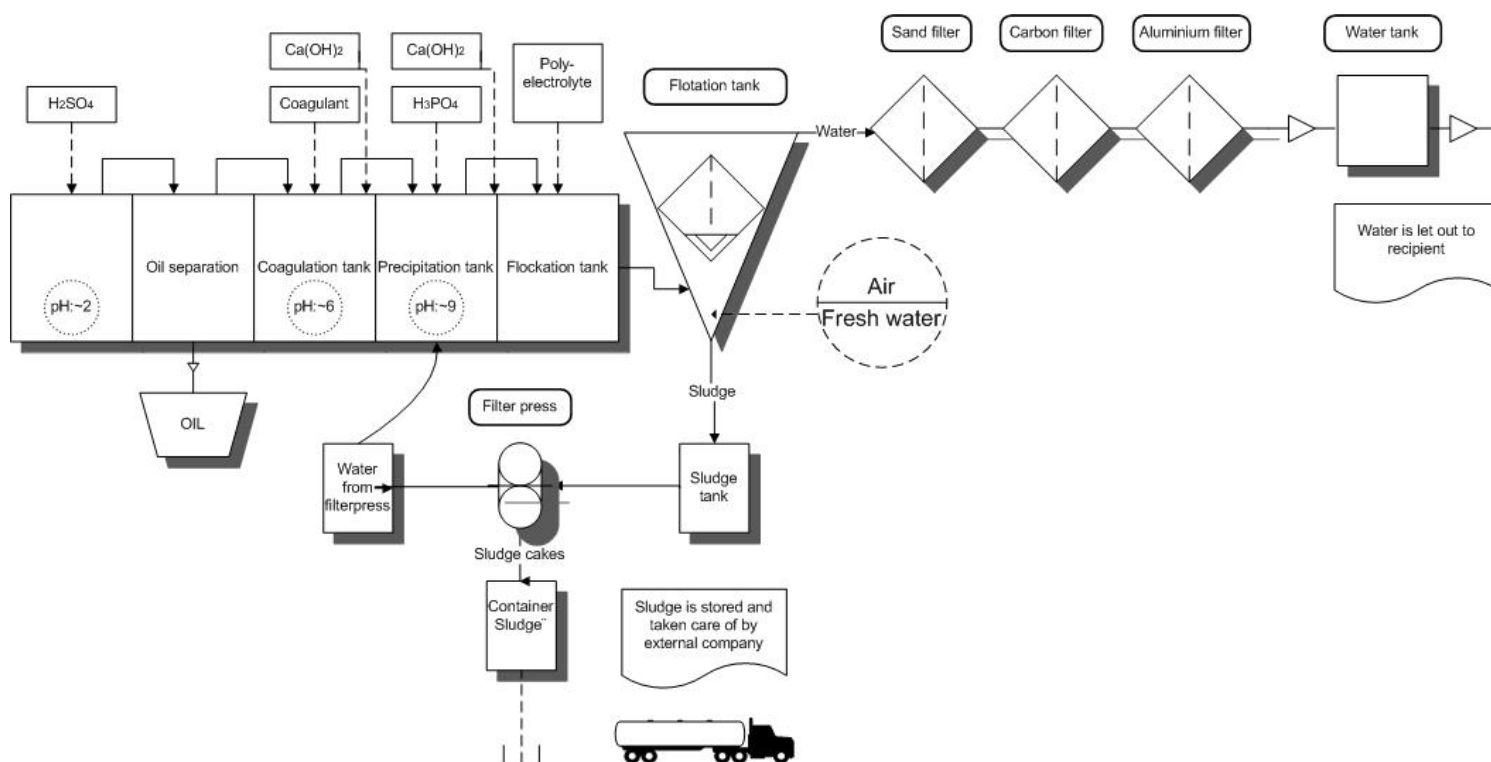 Sand filter
Carbon filter
Aluminium filter
Water tank
Ca(OH)2
Ca(OH)2
Poly-
electrolyte
Flotation tank
H2SO4
Coagulant
H3PO4
Water
Oil separation
Coagulation tank
Precipitation tank
Flockation tank
pH:~2
pH:~6
pH:~9
Water is let out to
recipient
Air
Fresh water
Sludge
OIL
Filter press
Water
from
filterpress
Sludge
tank
Sludge cakes
Container
Sludge¨
Sludge is stored and
taken care of by
external company